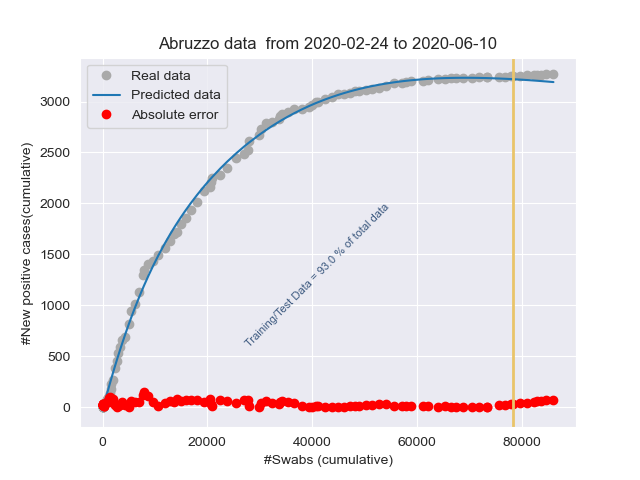 Abruzzo data  from 2020-02-24 to 2020-06-10
Real data
Predicted data
Absolute error
#New positive cases(cumulative)
3000
2500
2000
1500
1000
500
0
Training/Test Data = 93.0 % of total data
0
20000
40000
60000
80000
#Swabs (cumulative)